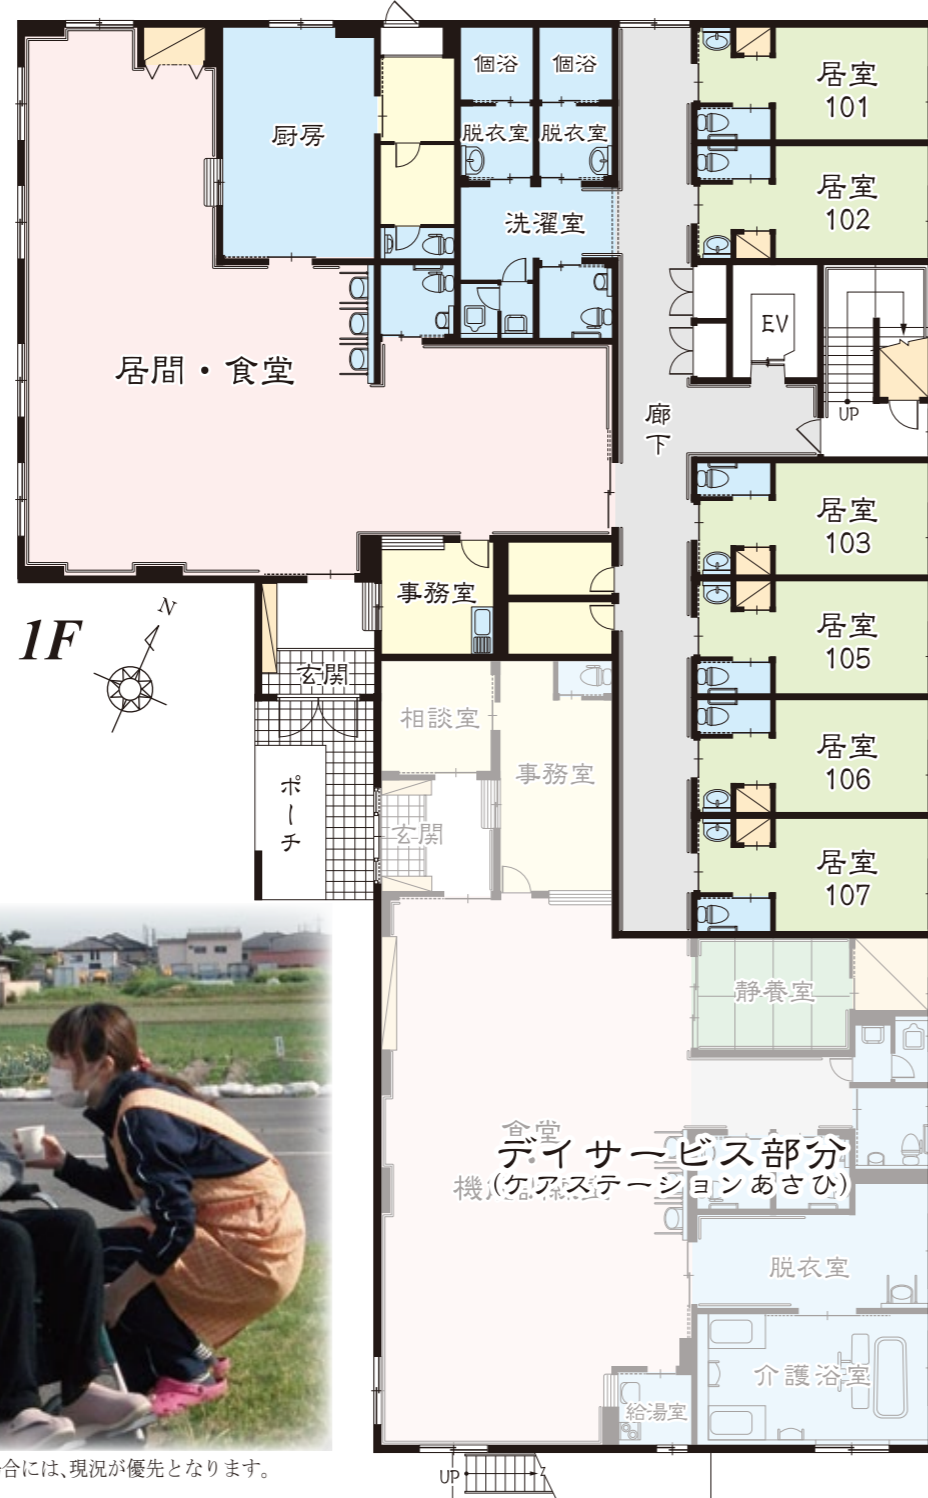 厨房
個浴
個浴
脱衣室
脱衣室
洗濯室
居室
101
居室
102
EV
UP
居間・食堂
廊下
居室
103
居室
105
居室
106
居室
107
事務室
1F
N
玄関
ポーチ
相談室
事務室
玄関
静養室
食堂
デイサービス部分
(ケアステーションあさひ)
脱衣室
介護浴室
給湯室
UP
合には、現況が優先となります。